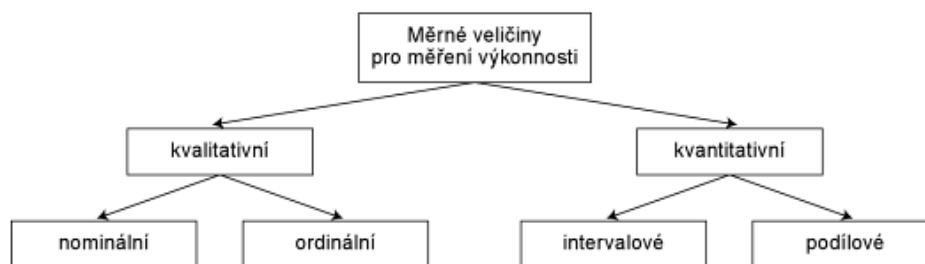 Měrné veličiny
pro měření výkonnosti
kvalitativní
kvantitativní
nominální
ordinální
intervalové
podílové